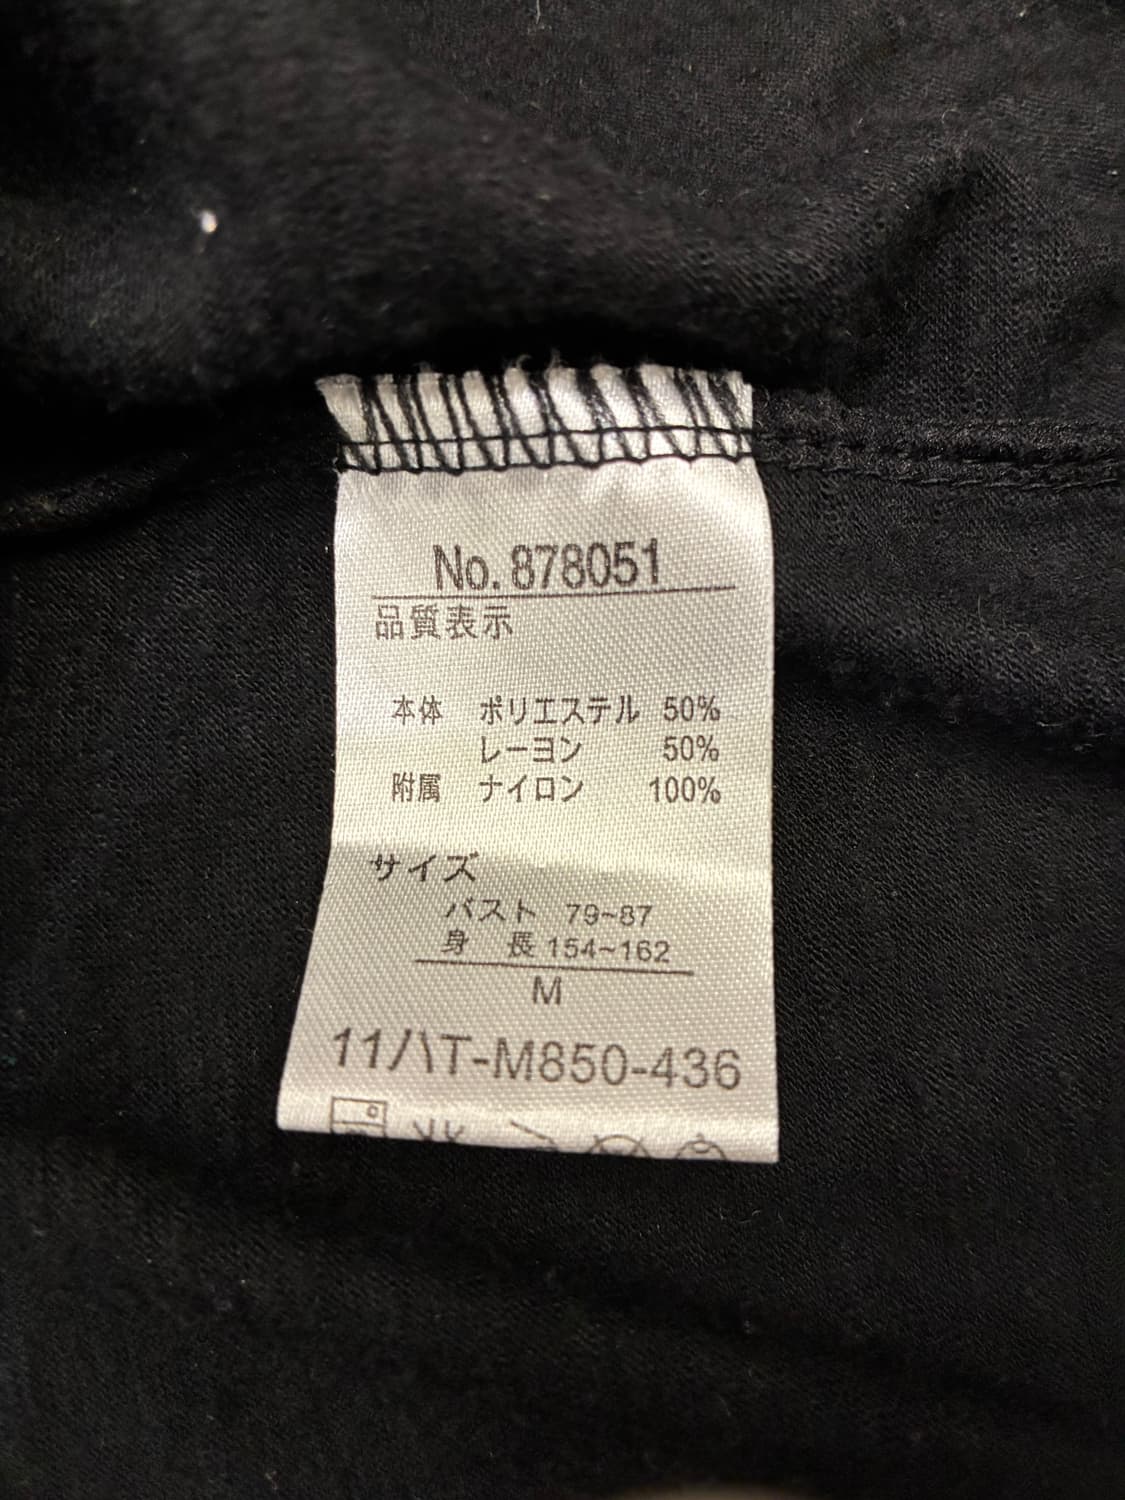 No. 878051
品質表示
本体 ポリエステル 50%
レーヨン 50%
附属 ナイロン 100%
サイズ
バスト 79~87
身 長 154~162
M
11ハT-M850-436